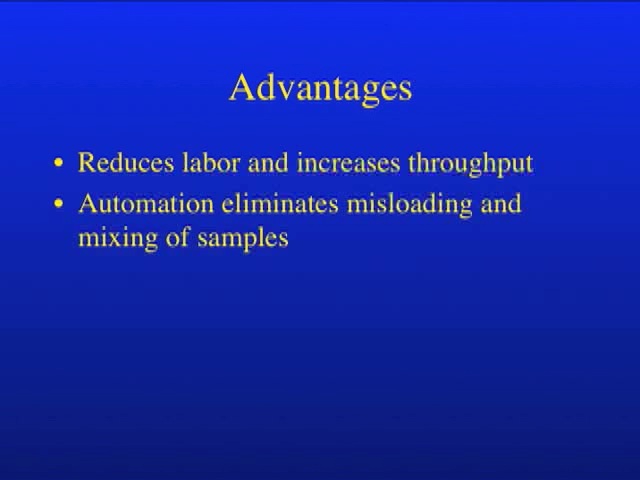 Advantages
• Reduces labor and increases throughput
• Automation eliminates misloading and
mixing of samples